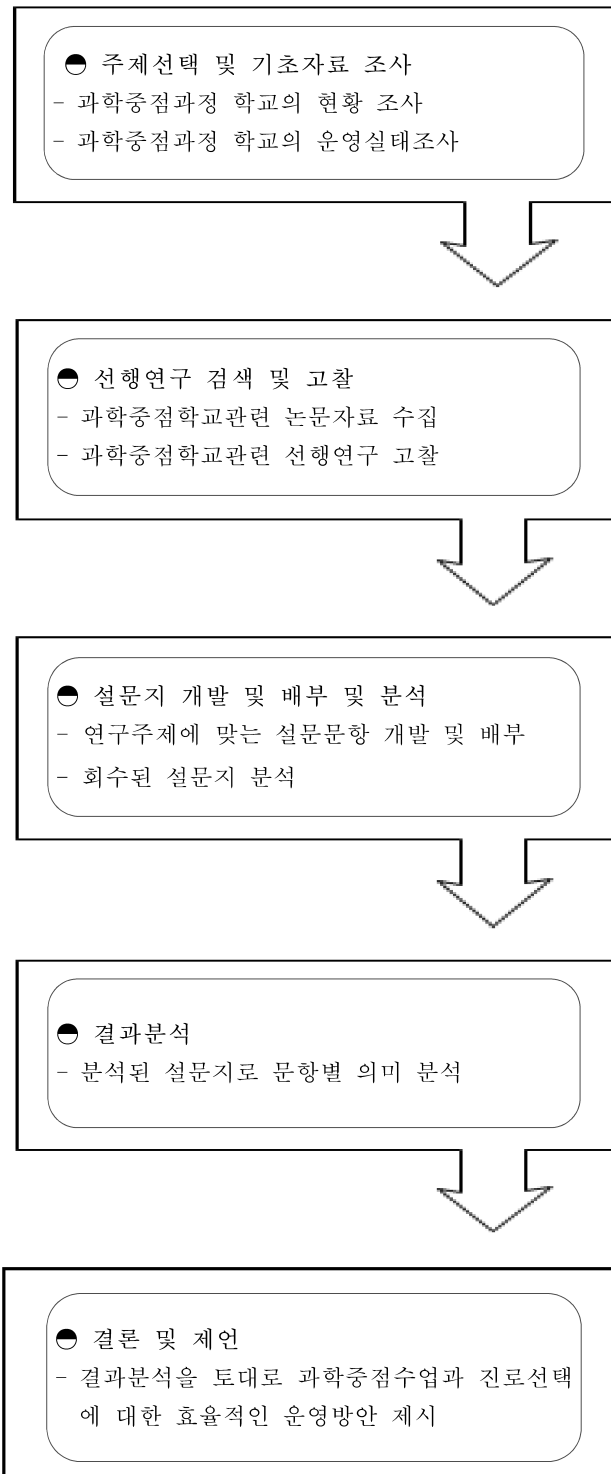 ◓ 주제선택 및 기초자료 조사
- 과학중점과정 학교의 현황 조사
- 과학중점과정 학교의 운영실태조사
◓ 선행연구 검색 및 고찰
- 과학중점학교관련 논문자료 수집
- 과학중점학교관련 선행연구 고찰
◓ 설문지 개발 및 배부 및 분석
- 연구주제에 맞는 설문문항 개발 및 배부
- 회수된 설문지 분석
◓ 결과분석
- 분석된 설문지로 문항별 의미 분석
◓ 결론 및 제언
- 결과분석을 토대로 과학중점수업과 진로선택
에 대한 효율적인 운영방안 제시